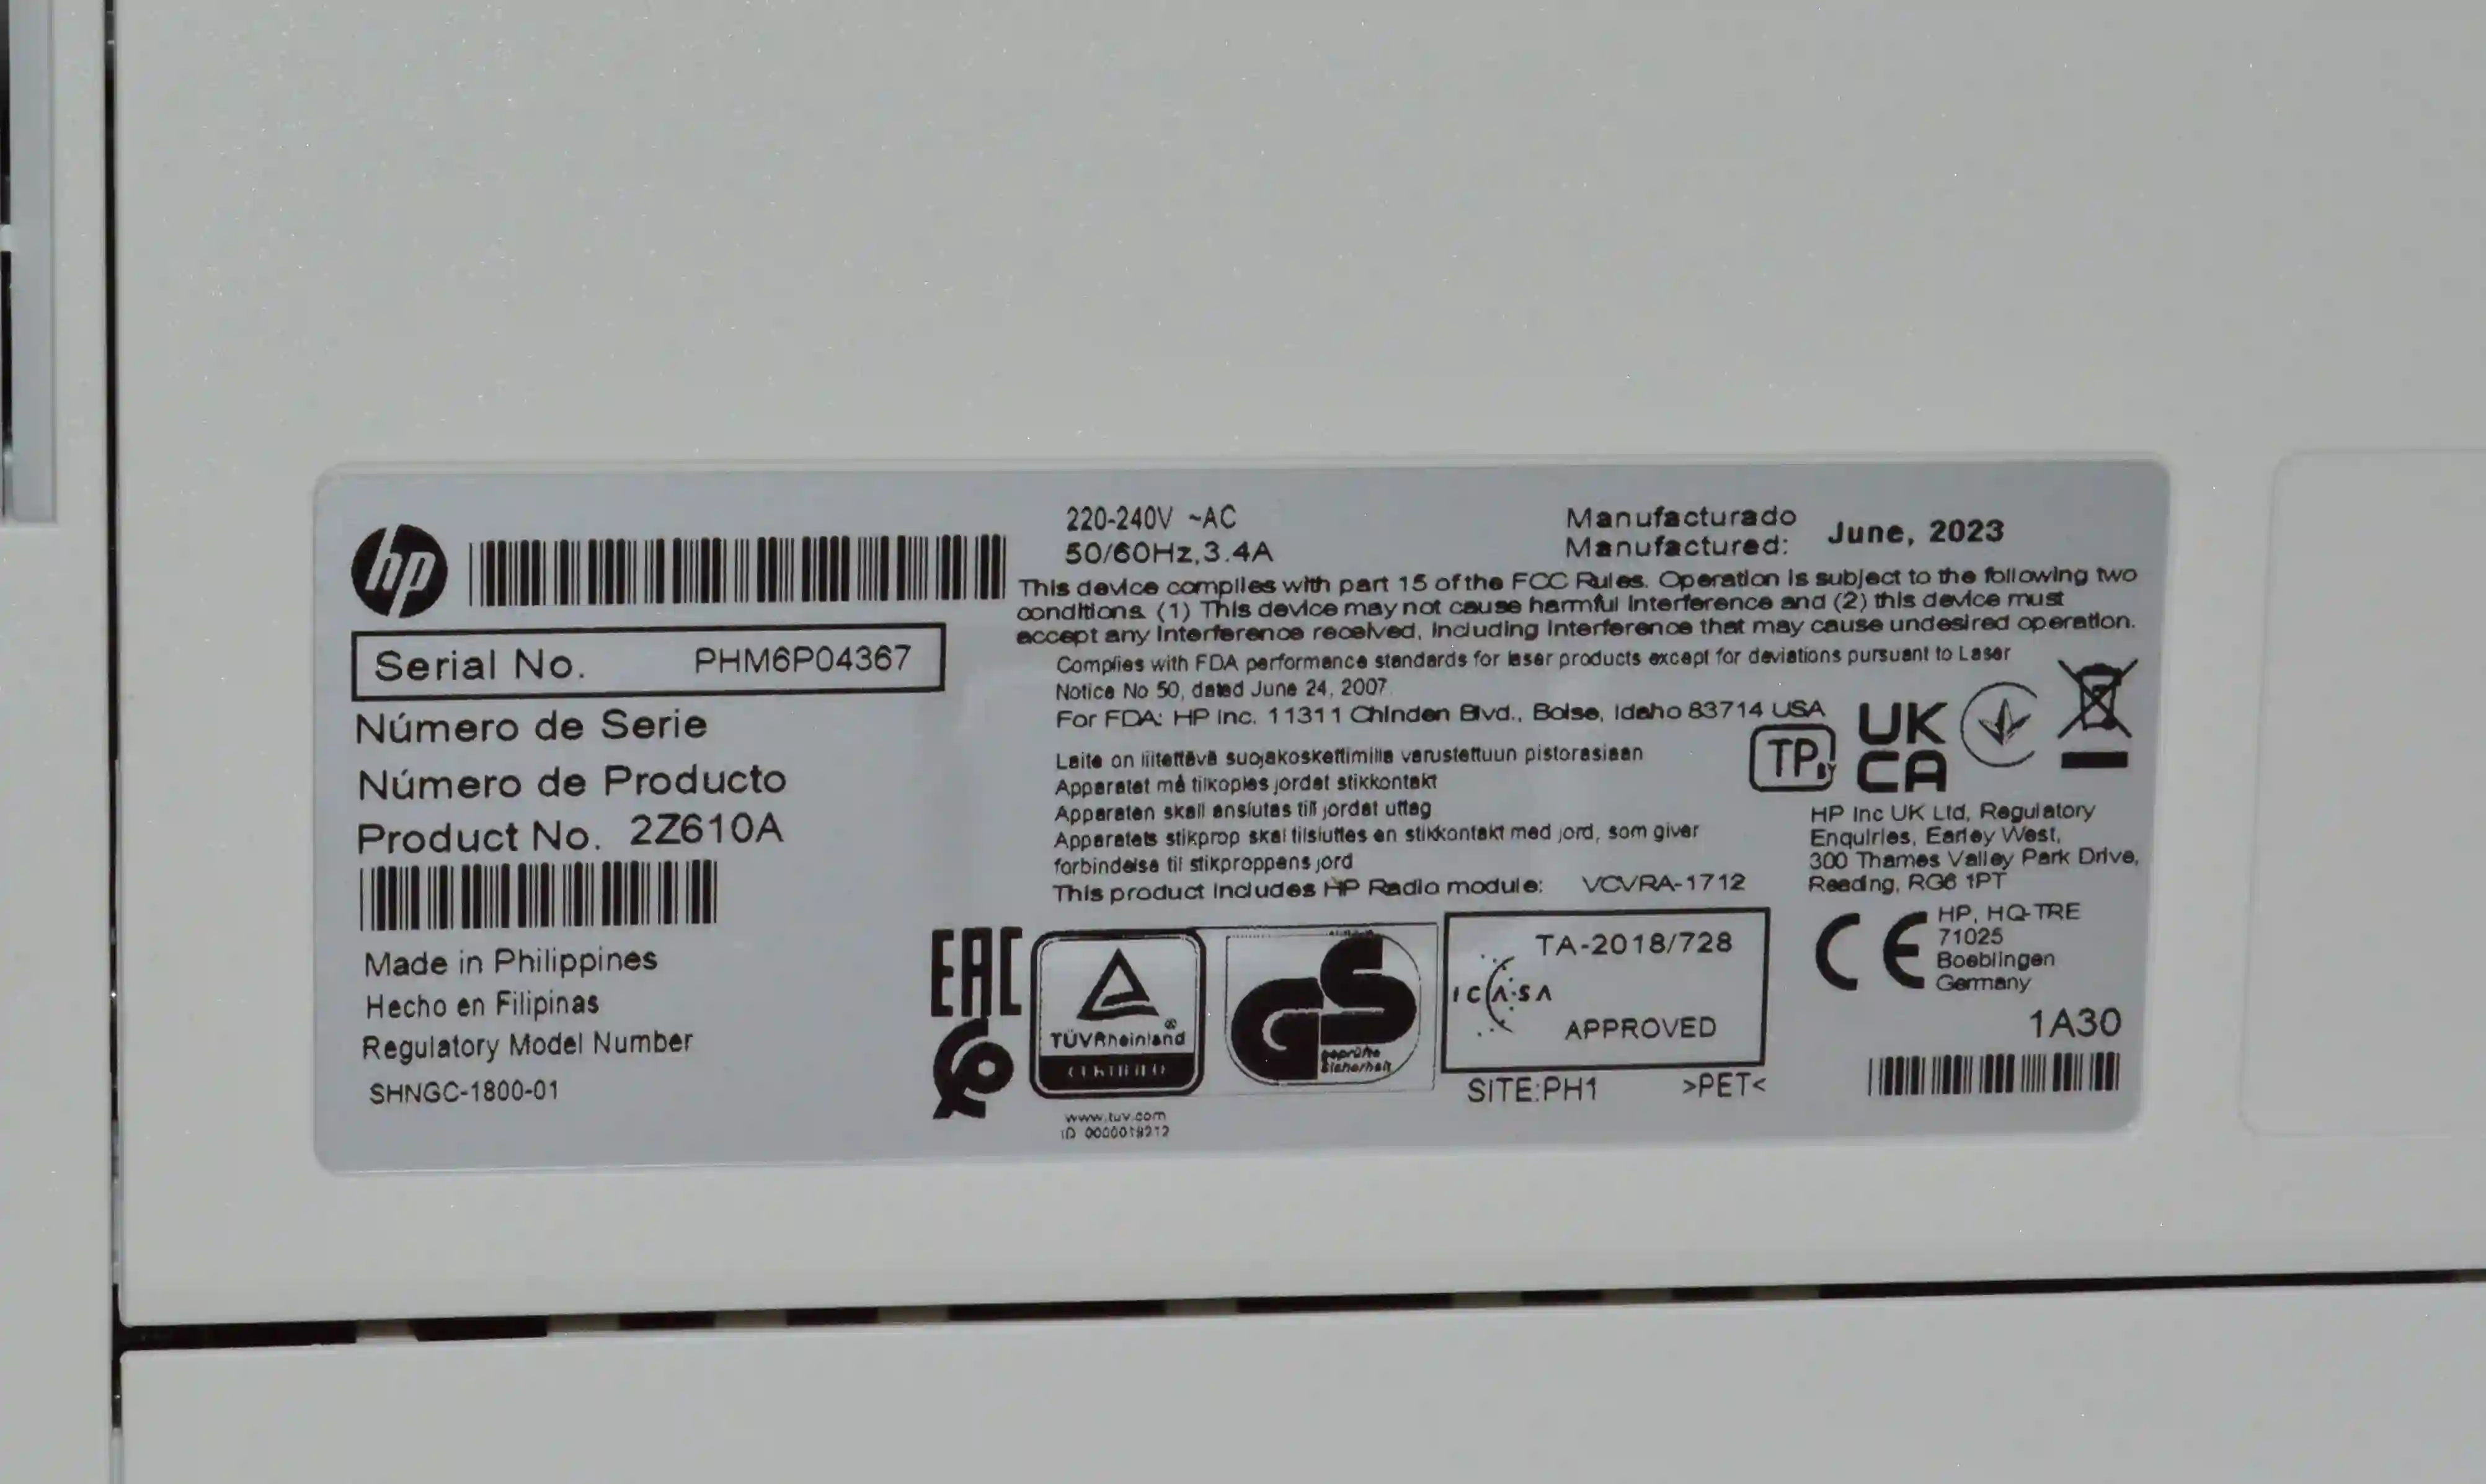 hp
Serial No. PHM6P04367
Número de Serie
Número de Producto
Product No. 2Z610A
Made in Philippines
Hecho en Filipinas
Regulatory Model Number
SHNGC-1800-01
220-240V ~AC
50/60Hz,3.4A
Manufacturado
Manufactured: June, 2023
This device complies with part 15 of the FCC Rules. Operation is subject to the following two
conditions. (1) This device may not cause harmful interference and (2) this device must
accept any interference received, including interference that may cause undesired operation.
Complies with FDA performance standards for laser products except for deviations pursuant to Laser
Notice No 50, dated June 24, 2007
For FDA: HP Inc. 11311 Chinden Blvd., Boise, Idaho 83714 USA
Laite on liitettävä suojakoskettimilla varustettuun pistorasiaan
Apparatet må tilkoples jordet stikkontakt
Apparaten skall anslutas till jordat uttag
Apparatets stikprop skal tilsluttes en stikkontakt med jord, som giver
forbindelse til stikproppens jord
This product includes HP Radio module: VCVRA-1712
TP BY
UK
CA
HP Inc UK Ltd, Regulatory
Enquiries, Earley West,
300 Thames Valley Park Drive,
Reading, RG6 1PT
EAC
TÜVRheinland ®
CERTIFIED
www.tuv.com
ID 0000019212
GS
geprüfte
Sicherheit
TA-2018/728
ICASA
APPROVED
SITE:PH1 >PET<
CE
HP, HQ-TRE
71025
Boeblingen
Germany
1A30